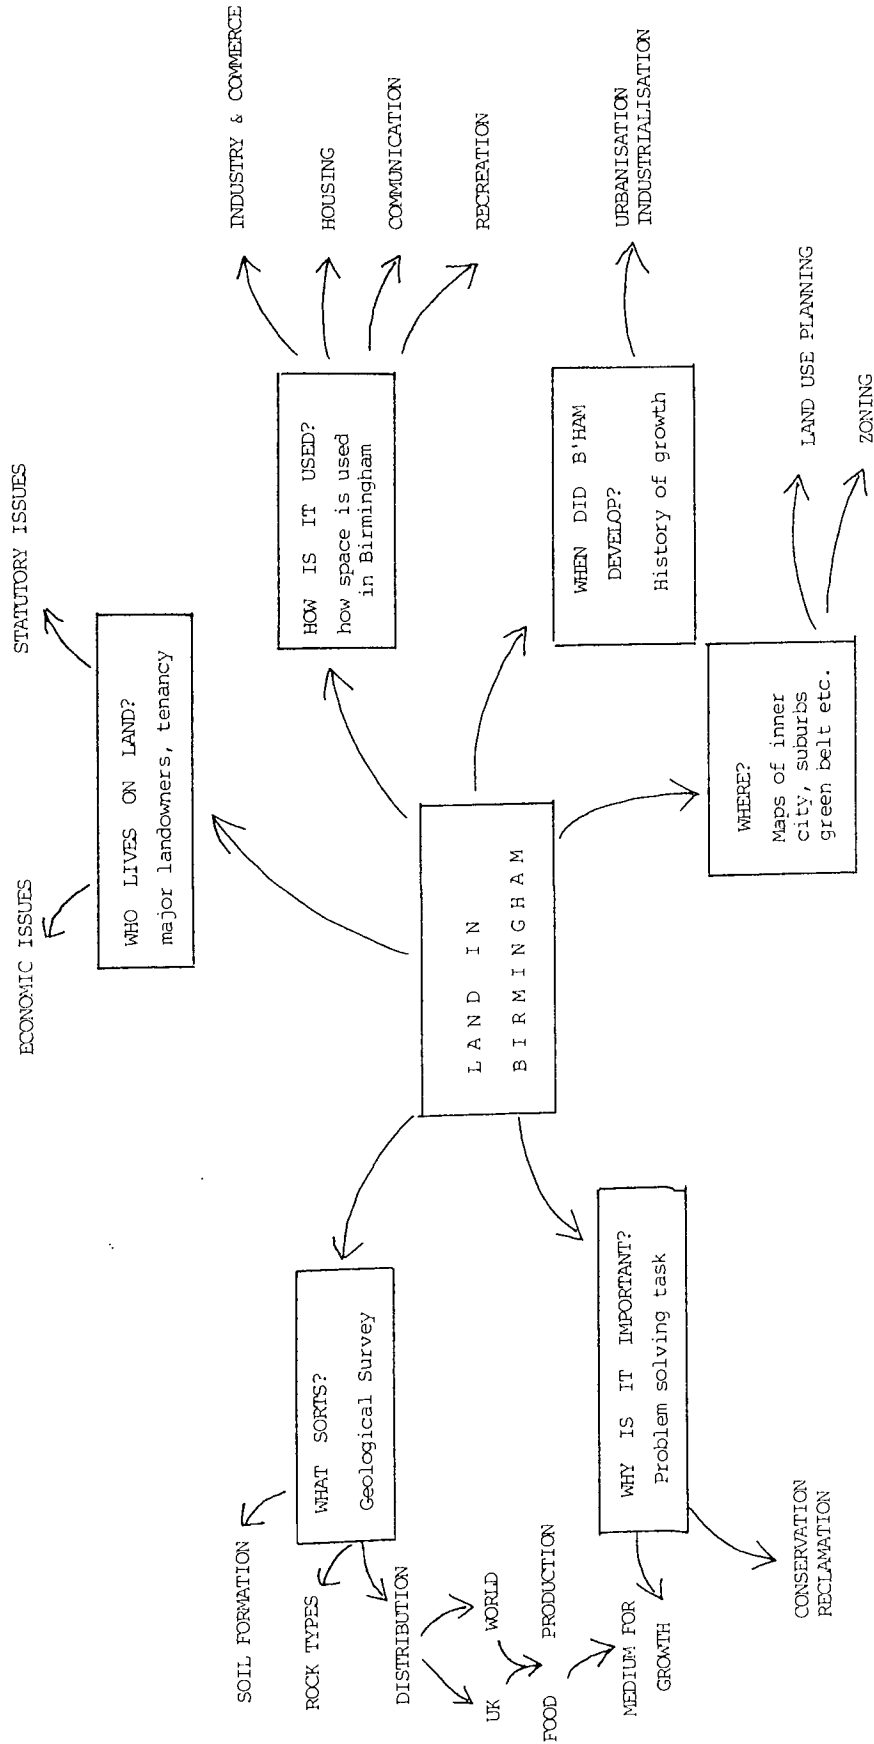 ECONOMIC ISSUES
STATUTORY ISSUES
WHO LIVES ON LAND?
major landowners, tenancy
SOIL FORMATION
ROCK TYPES
DISTRIBUTION
UK
WORLD
FOOD
PRODUCTION
MEDIUM FOR
GROWTH
WHAT SORTS?
Geological Survey
HOW IS IT USED?
how space is used
in Birmingham
INDUSTRY & COMMERCE
HOUSING
COMMUNICATION
RECREATION
LAND IN
BIRMINGHAM
WHEN DID B'HAM
DEVELOP?
History of growth
URBANISATION
INDUSTRIALISATION
WHY IS IT IMPORTANT?
Problem solving task
CONSERVATION
RECLAMATION
WHERE?
Maps of inner
city, suburbs
green belt etc.
LAND USE PLANNING
ZONING